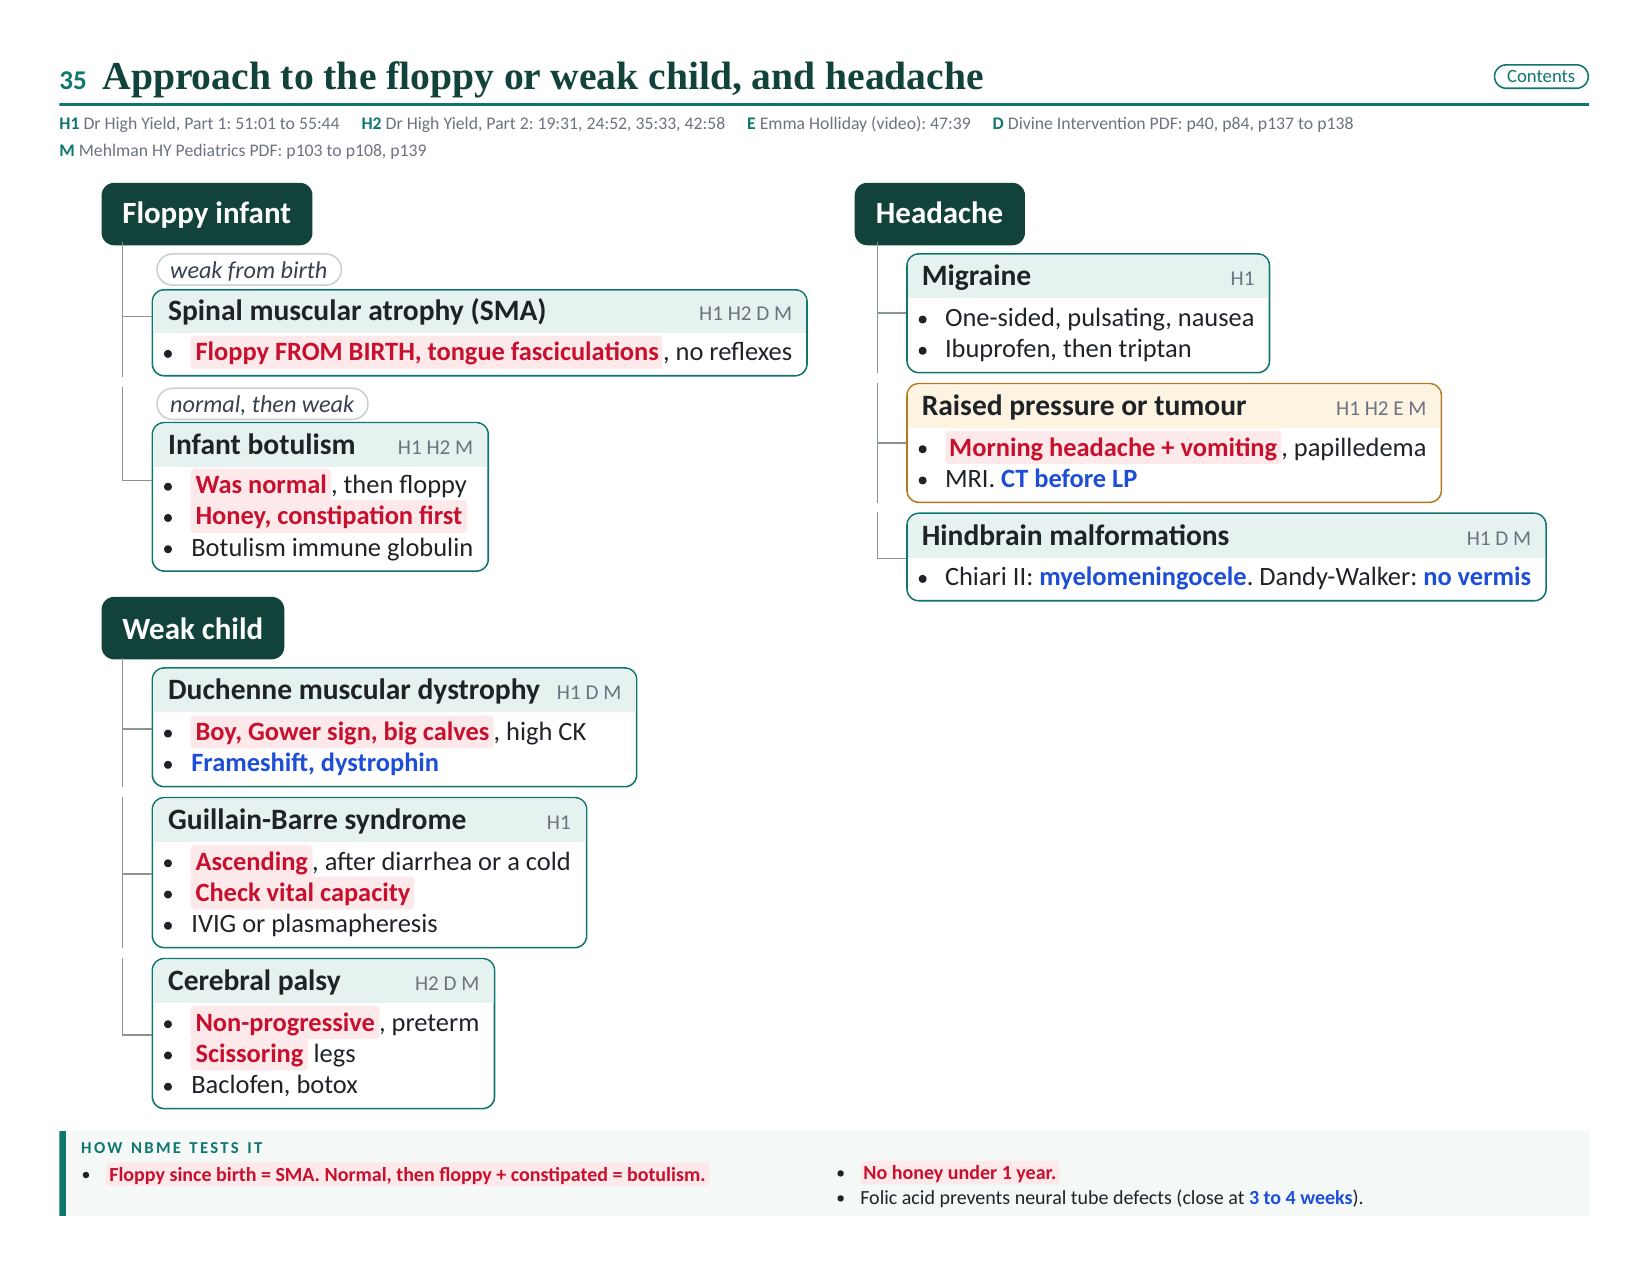 35 Approach to the floppy or weak child, and headache
Contents
H1 Dr High Yield, Part 1: 51:01 to 55:44 H2 Dr High Yield, Part 2: 19:31, 24:52, 35:33, 42:58 E Emma Holliday (video): 47:39 D Divine Intervention PDF: p40, p84, p137 to p138
M Mehlman HY Pediatrics PDF: p103 to p108, p139
Floppy infant
weak from birth
Spinal muscular atrophy (SMA) H1 H2 D M
• Floppy FROM BIRTH, tongue fasciculations, no reflexes
normal, then weak
Infant botulism H1 H2 M
• Was normal, then floppy
• Honey, constipation first
• Botulism immune globulin
Weak child
Duchenne muscular dystrophy H1 D M
• Boy, Gower sign, big calves, high CK
• Frameshift, dystrophin
Guillain-Barre syndrome H1
• Ascending, after diarrhea or a cold
• Check vital capacity
• IVIG or plasmapheresis
Cerebral palsy H2 D M
• Non-progressive, preterm
• Scissoring legs
• Baclofen, botox
Headache
Migraine H1
• One-sided, pulsating, nausea
• Ibuprofen, then triptan
Raised pressure or tumour H1 H2 E M
• Morning headache + vomiting, papilledema
• MRI. CT before LP
Hindbrain malformations H1 D M
• Chiari II: myelomeningocele. Dandy-Walker: no vermis
HOW NBME TESTS IT
• Floppy since birth = SMA. Normal, then floppy + constipated = botulism.
• No honey under 1 year.
• Folic acid prevents neural tube defects (close at 3 to 4 weeks).